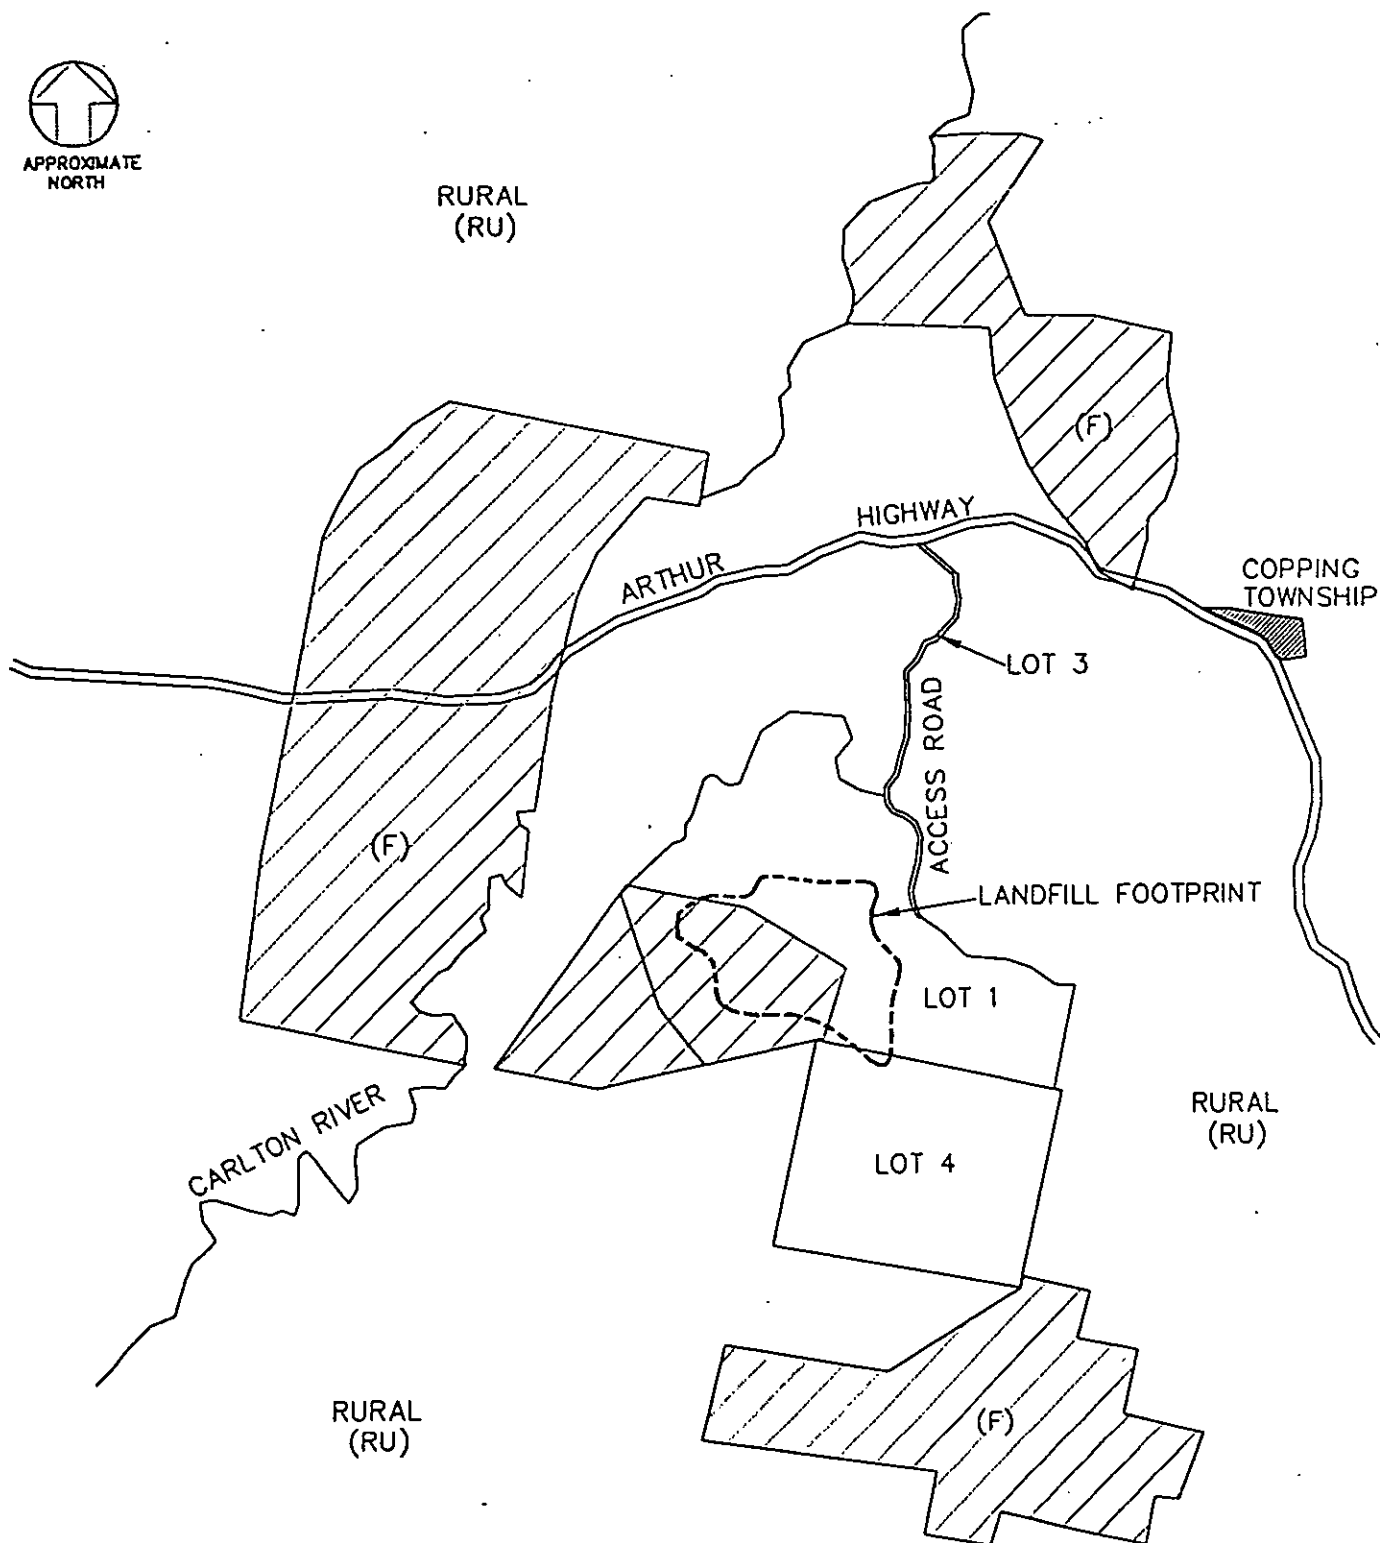 APPROXIMATE
NORTH
RURAL
(RU)
(F)
HIGHWAY
ARTHUR
COPPING
TOWNSHIP
LOT 3
ACCESS ROAD
(F)
LANDFILL FOOTPRINT
LOT 1
CARLTON RIVER
RURAL
(RU)
LOT 4
RURAL
(RU)
(F)